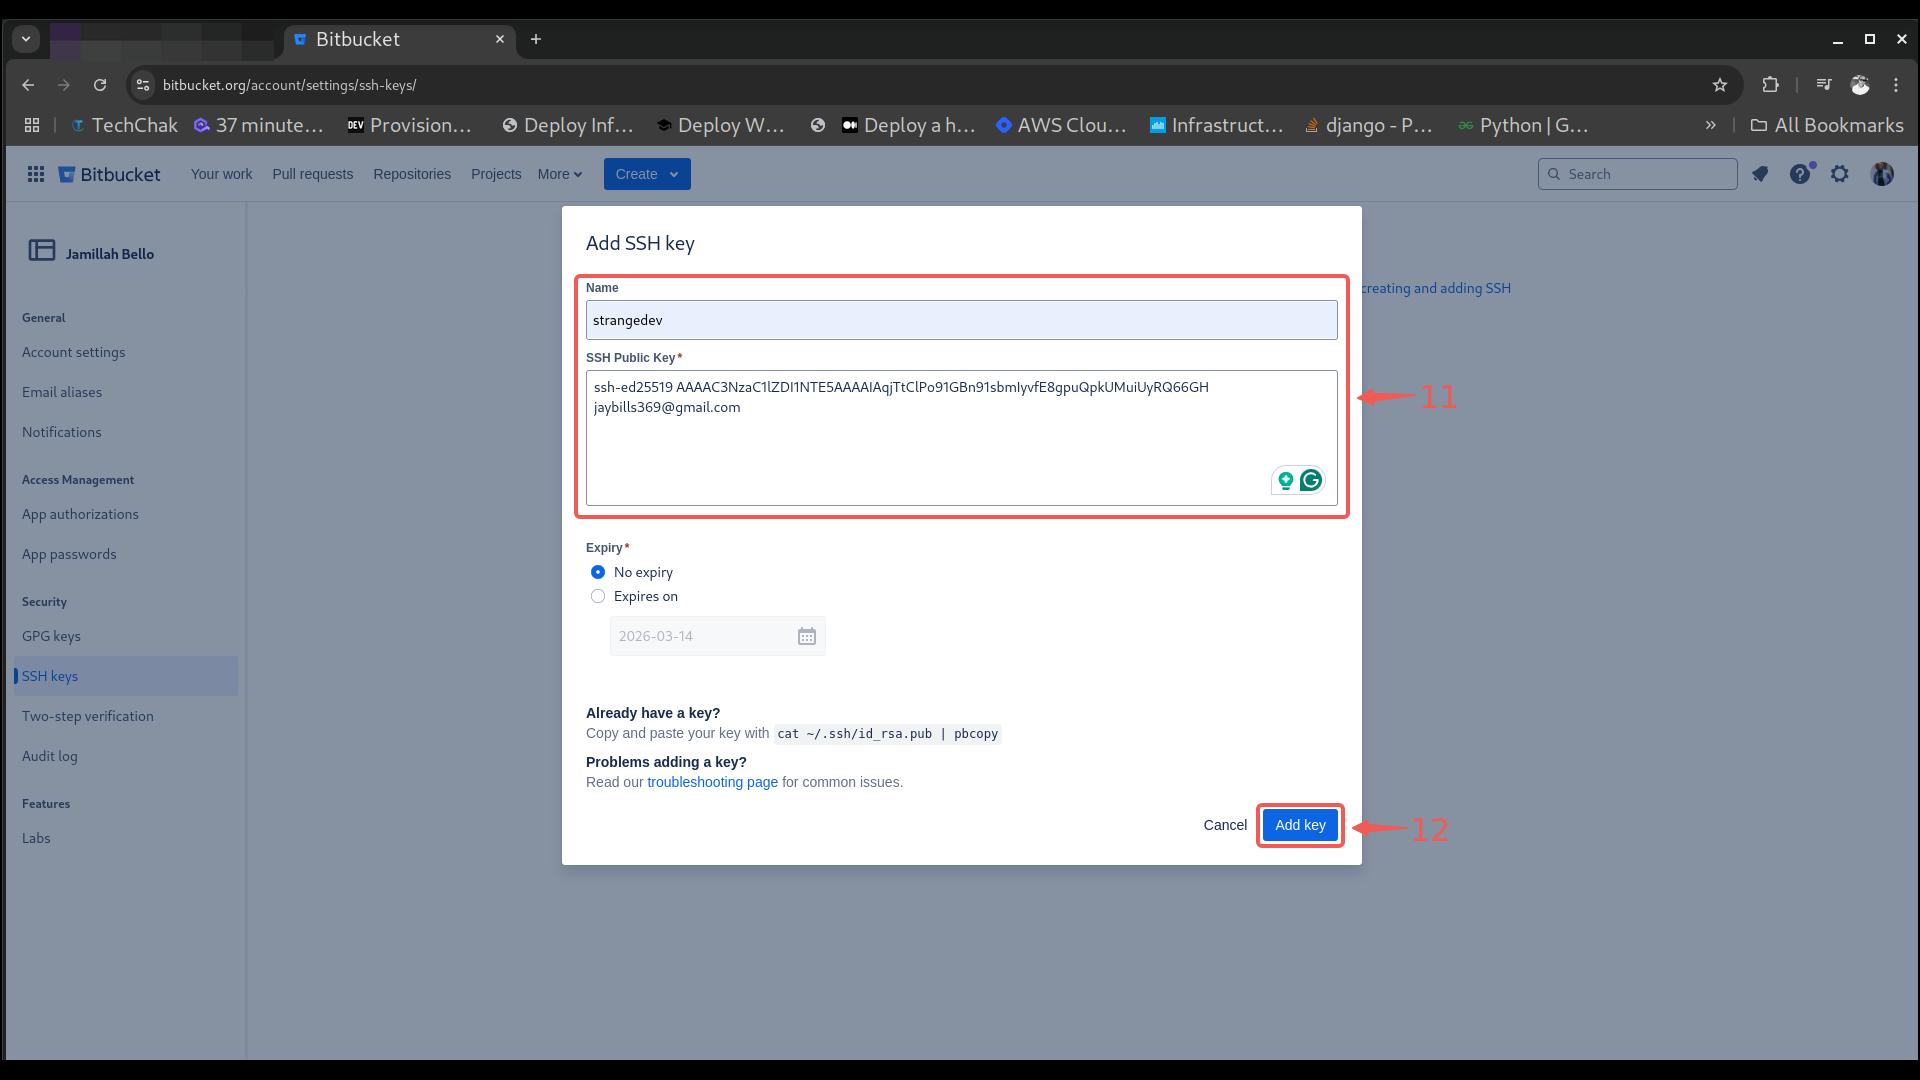 Bitbucket
bitbucket.org/account/settings/ssh-keys/
TechChak
37 minute...
DEV Provision...
Deploy Inf...
Deploy W...
Deploy a h...
AWS Clou...
Infrastruct...
django - P...
Python | G...
All Bookmarks
Bitbucket
Your work
Pull requests
Repositories
Projects
More
Create
Search
Jamillah Bello
General
Account settings
Email aliases
Notifications
Access Management
App authorizations
App passwords
Security
GPG keys
SSH keys
Two-step verification
Audit log
Features
Labs
creating and adding SSH
Add SSH key
Name
strangedev
SSH Public Key*
ssh-ed25519 AAAAC3NzaC1lZDI1NTE5AAAAIAqjTtClPo91GBn91sbmIyvfE8gpuQpkUMuiUyRQ66GH
jaybills369@gmail.com
11
Expiry*
No expiry
Expires on
2026-03-14
Already have a key?
Copy and paste your key with cat ~/.ssh/id_rsa.pub | pbcopy
Problems adding a key?
Read our troubleshooting page for common issues.
Cancel
Add key
12